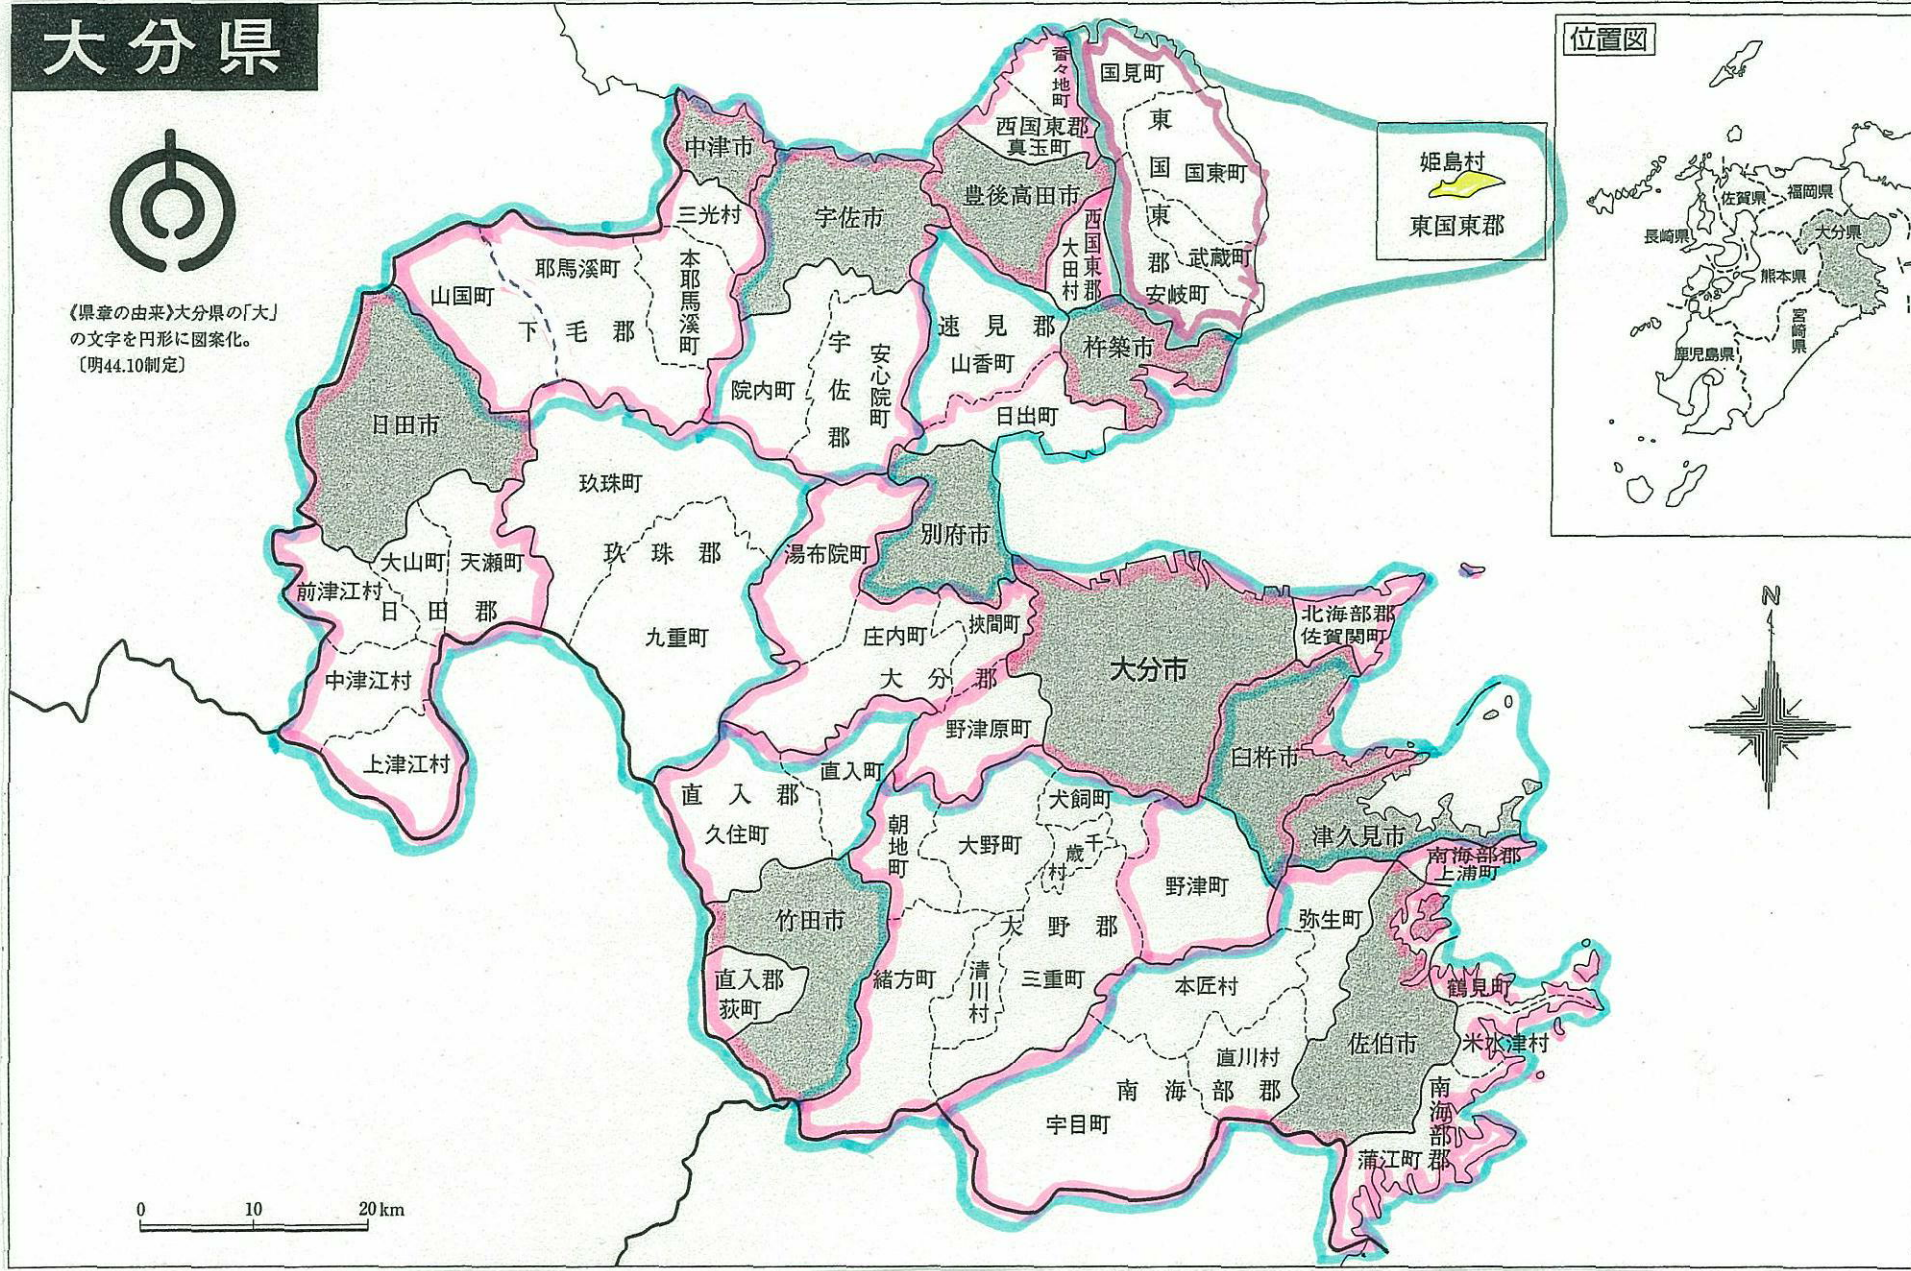 大分県
《県章の由来》大分県の「大」
の文字を円形に図案化。
〔明44.10制定〕
位置図
佐賀県
福岡県
長崎県
大分県
熊本県
宮崎県
鹿児島県
姫島村
東国東郡
香々地町
西国東郡
真玉町
国見町
東国東郡
国東町
武蔵町
安岐町
中津市
三光村
宇佐市
豊後高田市
西国東郡
大田村
山国町
耶馬溪町
本耶馬溪町
下毛郡
院内町
宇佐郡
安心院町
速見郡
山香町
杵築市
日出町
日田市
玖珠町
玖珠郡
九重町
湯布院町
別府市
大山町
天瀬町
前津江村
日田郡
中津江村
上津江村
庄内町
挾間町
大分郡
野津原町
大分市
北海部郡
佐賀関町
臼杵市
津久見市
直入郡
直入町
久住町
朝地町
大野町
犬飼町
千歳村
野津町
大野郡
竹田市
直入郡
荻町
緒方町
清川村
三重町
南海部郡
上浦町
弥生町
本匠村
直川村
佐伯市
鶴見町
米水津村
南海部郡
宇目町
南海部郡
蒲江町
N
0 10 20km